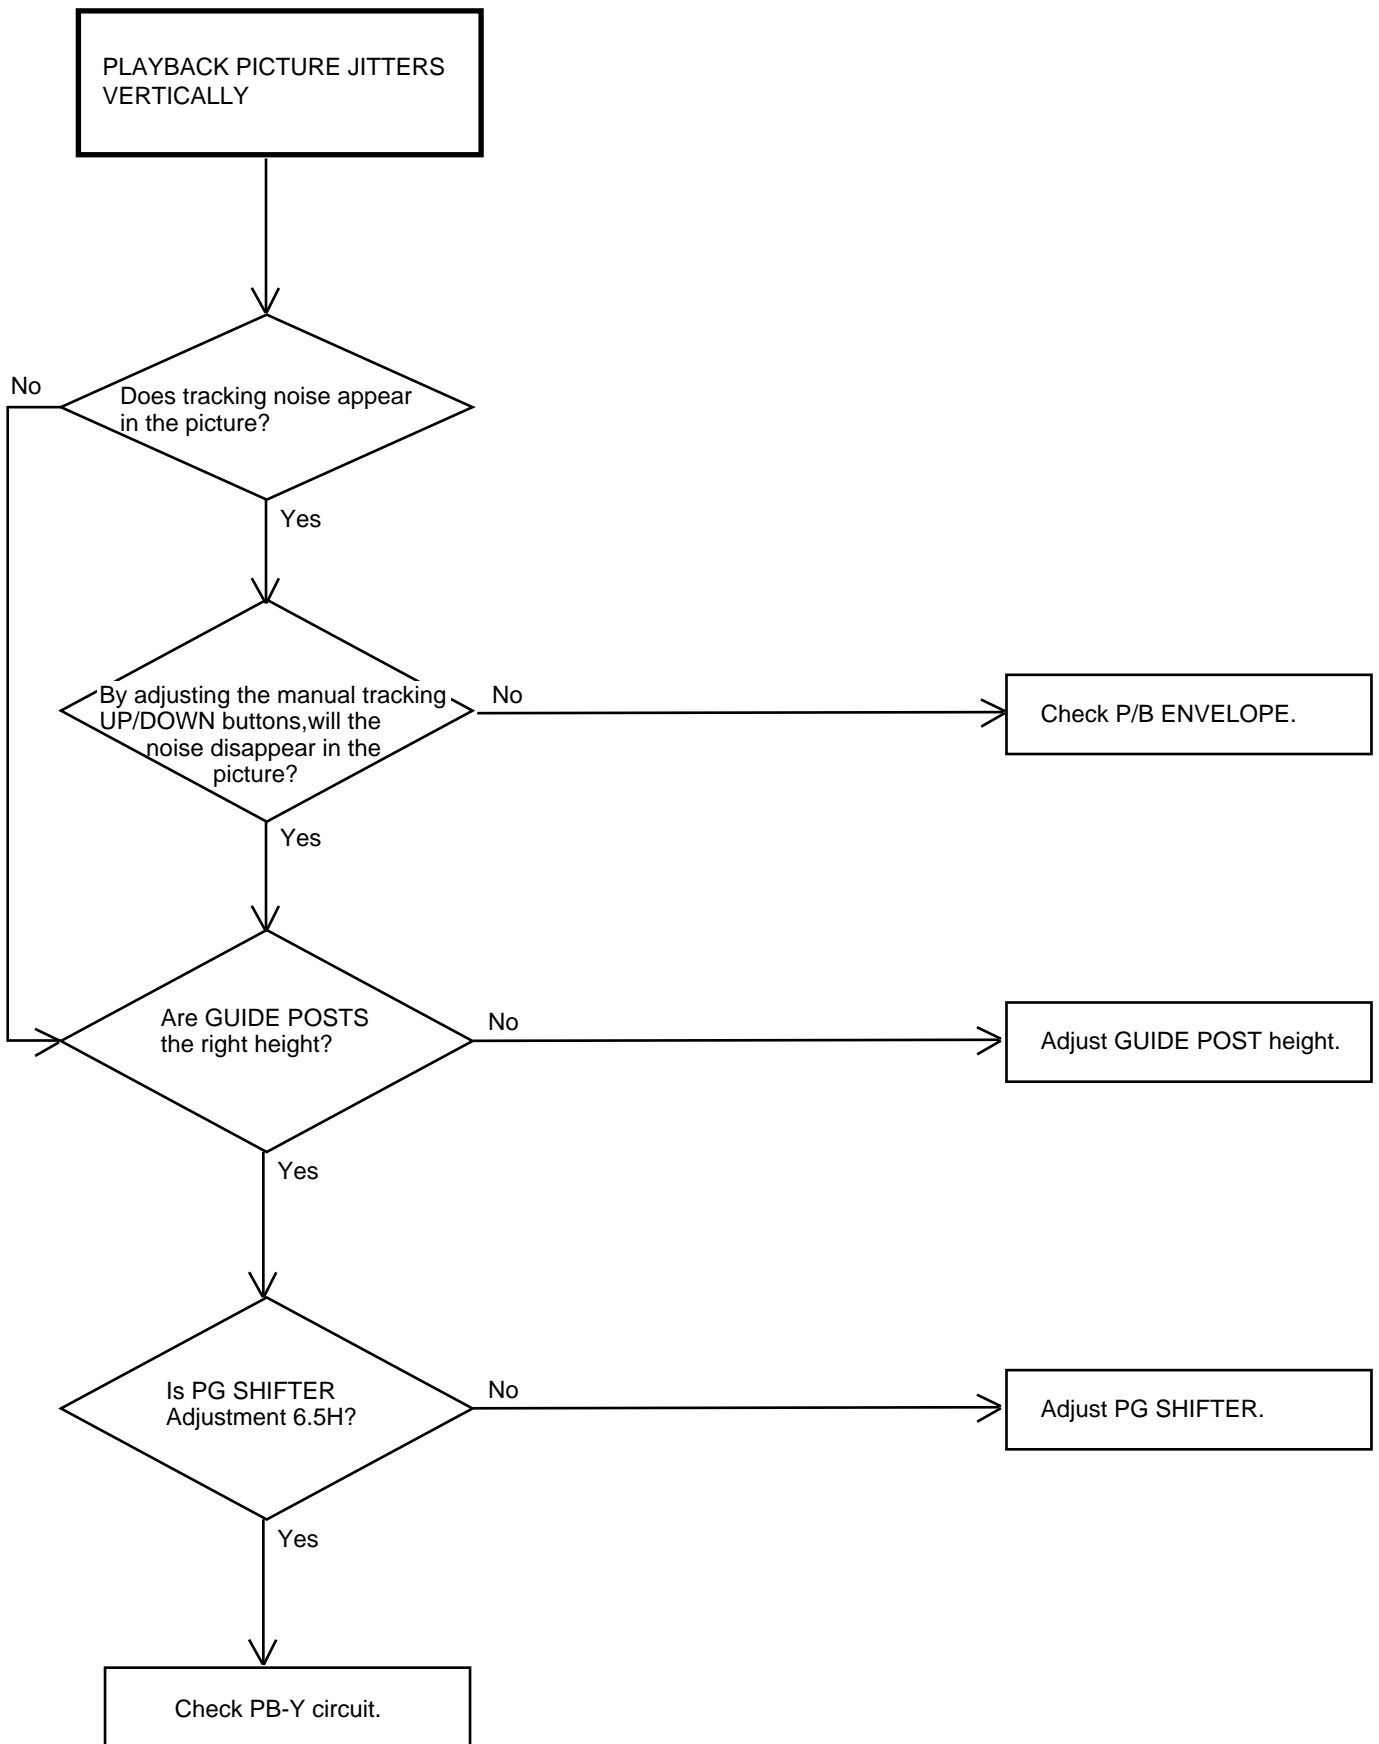 PLAYBACK PICTURE JITTERS
VERTICALLY
No
Does tracking noise appear
in the picture?
Yes
By adjusting the manual tracking
UP/DOWN buttons,will the
noise disappear in the
picture?
No
Check P/B ENVELOPE.
Yes
Are GUIDE POSTS
the right height?
No
Adjust GUIDE POST height.
Yes
Is PG SHIFTER
Adjustment 6.5H?
No
Adjust PG SHIFTER.
Yes
Check PB-Y circuit.